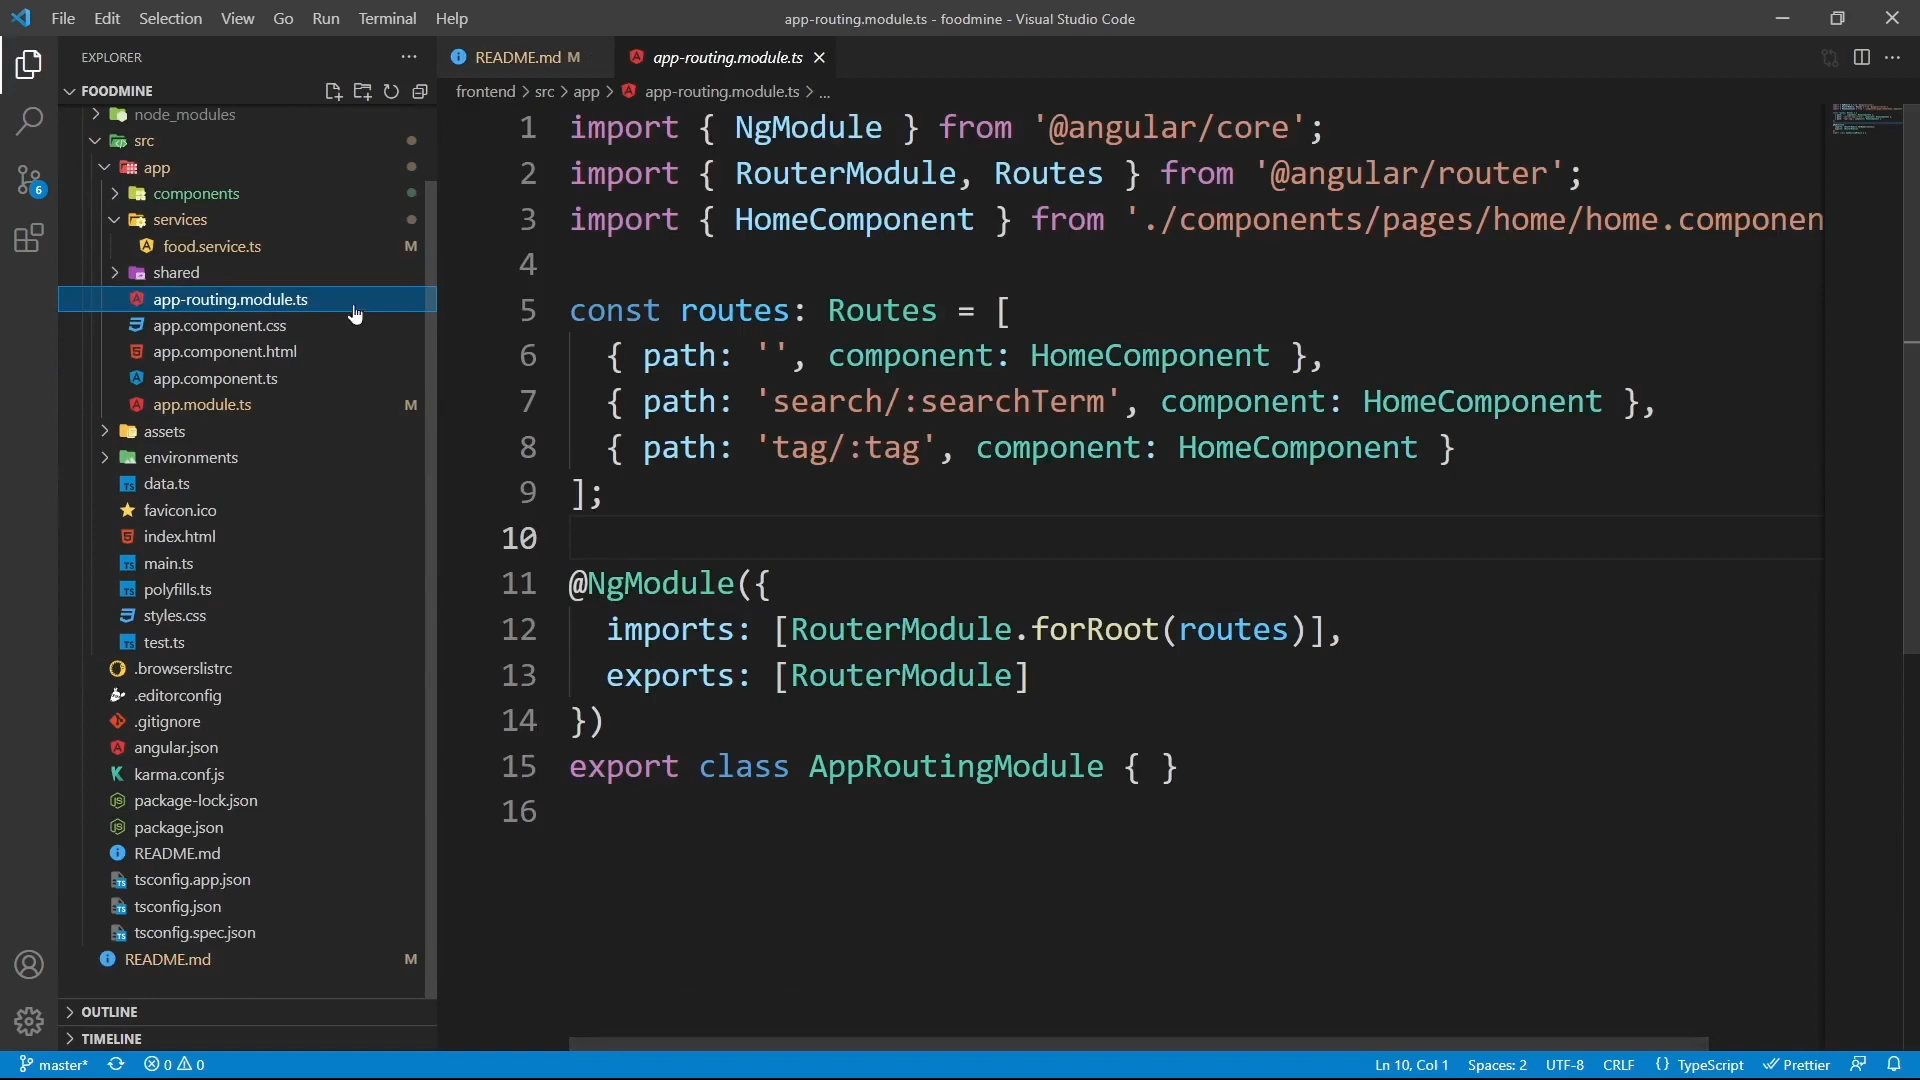 File Edit Selection View Go Run Terminal Help
app-routing.module.ts - foodmine - Visual Studio Code
EXPLORER
FOODMINE
node_modules
src
app
components
services
food.service.ts M
shared
app-routing.module.ts
app.component.css
app.component.html
app.component.ts
app.module.ts M
assets
environments
data.ts
favicon.ico
index.html
main.ts
polyfills.ts
styles.css
test.ts
.browserslistrc
.editorconfig
.gitignore
angular.json
karma.conf.js
package-lock.json
package.json
README.md
tsconfig.app.json
tsconfig.json
tsconfig.spec.json
README.md M
OUTLINE
TIMELINE
6
README.md M
app-routing.module.ts
frontend > src > app > app-routing.module.ts > ...
1 import { NgModule } from '@angular/core';
2 import { RouterModule, Routes } from '@angular/router';
3 import { HomeComponent } from './components/pages/home/home.componen
4
5 const routes: Routes = [
6 { path: '', component: HomeComponent },
7 { path: 'search/:searchTerm', component: HomeComponent },
8 { path: 'tag/:tag', component: HomeComponent }
9 ];
10
11 @NgModule({
12 imports: [RouterModule.forRoot(routes)],
13 exports: [RouterModule]
14 })
15 export class AppRoutingModule { }
16
master* 0 0 Ln 10, Col 1 Spaces: 2 UTF-8 CRLF { } TypeScript Prettier